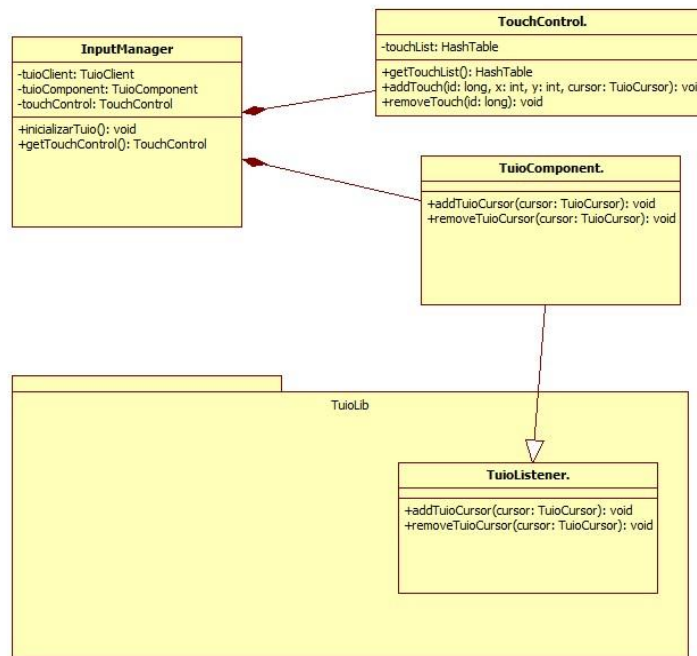 InputManager
-tuioClient: TuioClient
-tuioComponent: TuioComponent
-touchControl: TouchControl
+inicializarTuio(): void
+getTouchControl(): TouchControl
TouchControl.
-touchList: HashTable
+getTouchList(): HashTable
+addTouch(id: long, x: int, y: int, cursor: TuioCursor): voi
+removeTouch(id: long): void
TuioComponent.
+addTuioCursor(cursor: TuioCursor): void
+removeTuioCursor(cursor: TuioCursor): void
TuioLib
TuioListener.
+addTuioCursor(cursor: TuioCursor): void
+removeTuioCursor(cursor: TuioCursor): void